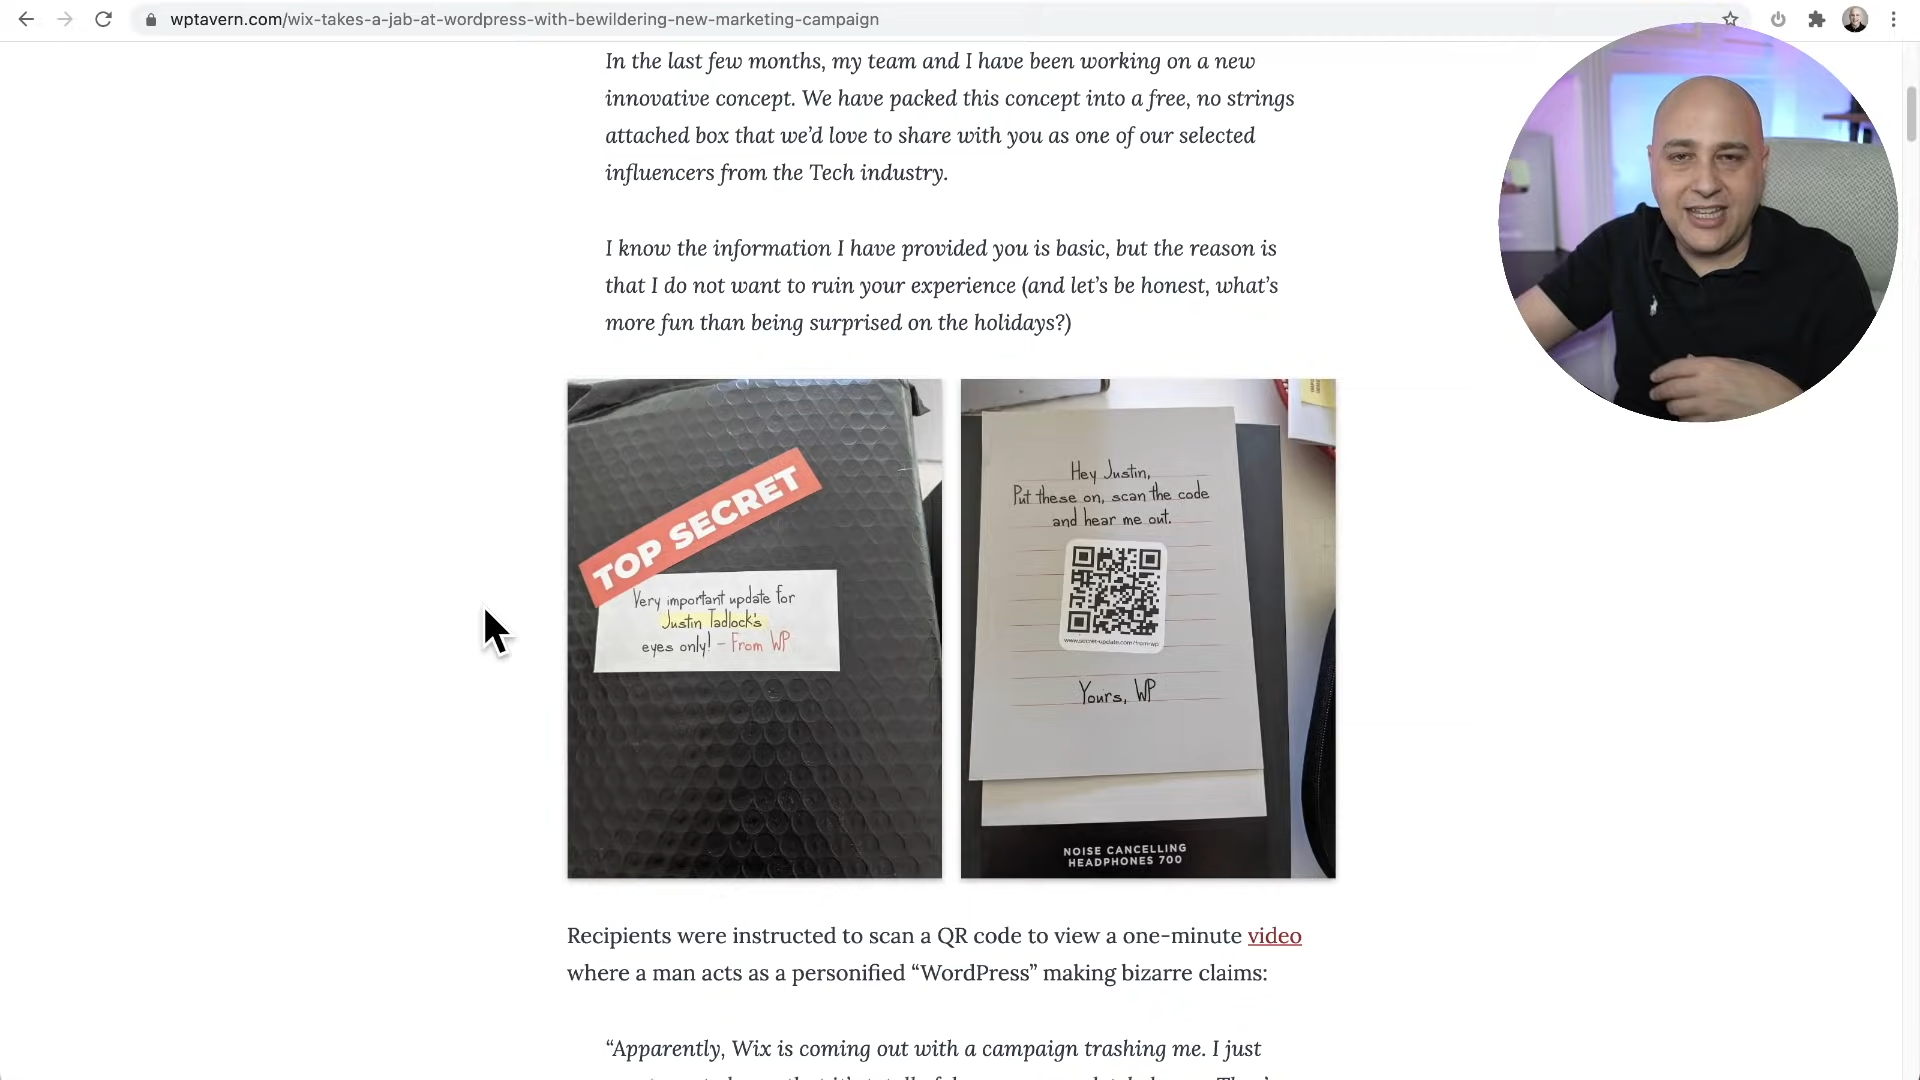 wptavern.com/wix-takes-a-jab-at-wordpress-with-bewildering-new-marketing-campaign
In the last few months, my team and I have been working on a new
innovative concept. We have packed this concept into a free, no strings
attached box that we’d love to share with you as one of our selected
influencers from the Tech industry.
I know the information I have provided you is basic, but the reason is
that I do not want to ruin your experience (and let’s be honest, what’s
more fun than being surprised on the holidays?)
TOP SECRET
Very important update for
Justin Tadlock's
eyes only! - From WP
Hey Justin,
Put these on, scan the code
and hear me out.
www.secret-update.com/from-wp
Yours, WP
NOISE CANCELLING
HEADPHONES 700
Recipients were instructed to scan a QR code to view a one-minute video
where a man acts as a personified “WordPress” making bizarre claims:
“Apparently, Wix is coming out with a campaign trashing me. I just